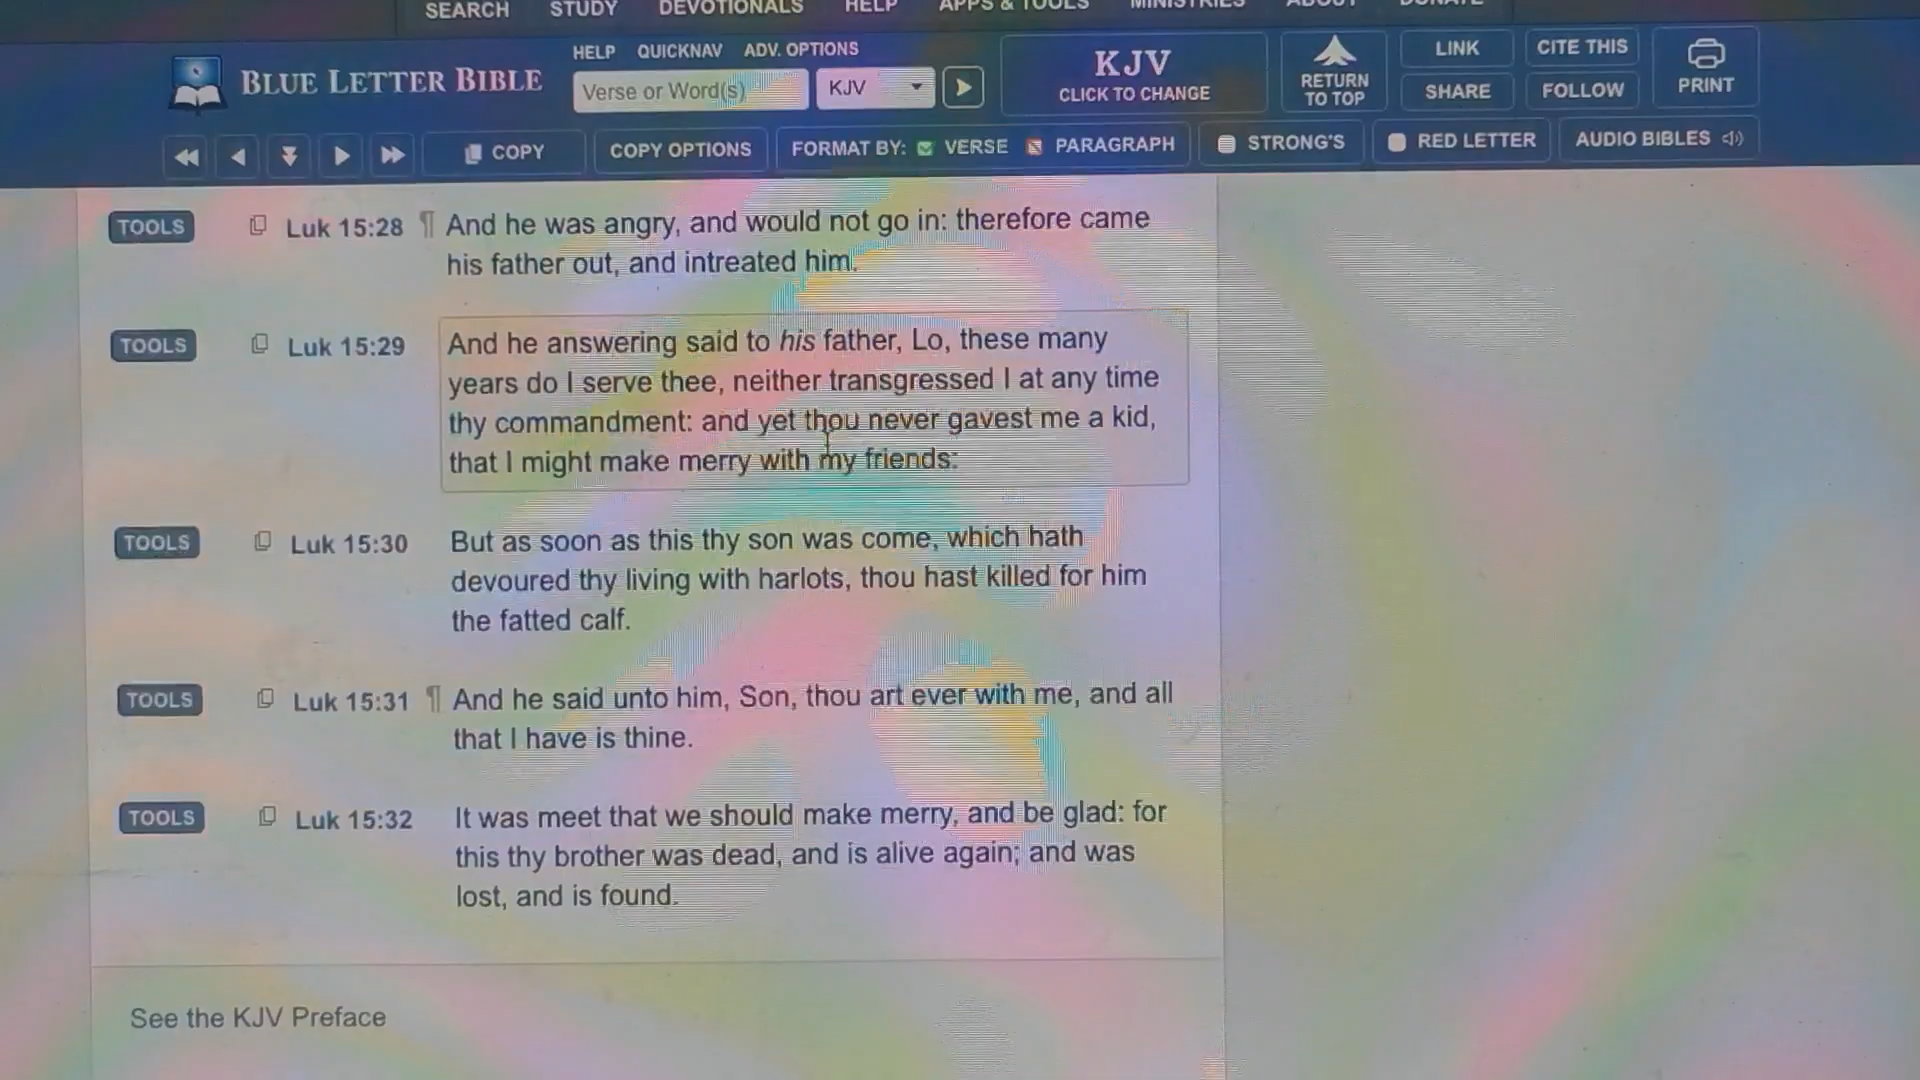 SEARCH STUDY DEVOTIONALS HELP APPS & TOOLS MINISTRIES ABOUT DONATE
BLUE LETTER BIBLE
HELP QUICKNAV ADV. OPTIONS
Verse or Word(s) KJV
KJV
CLICK TO CHANGE
RETURN
TO TOP
LINK CITE THIS
SHARE FOLLOW
PRINT
COPY COPY OPTIONS FORMAT BY: VERSE PARAGRAPH STRONG'S RED LETTER AUDIO BIBLES
TOOLS Luk 15:28 ¶ And he was angry, and would not go in: therefore came
his father out, and intreated him.
TOOLS Luk 15:29 And he answering said to his father, Lo, these many
years do I serve thee, neither transgressed I at any time
thy commandment: and yet thou never gavest me a kid,
that I might make merry with my friends:
TOOLS Luk 15:30 But as soon as this thy son was come, which hath
devoured thy living with harlots, thou hast killed for him
the fatted calf.
TOOLS Luk 15:31 ¶ And he said unto him, Son, thou art ever with me, and all
that I have is thine.
TOOLS Luk 15:32 It was meet that we should make merry, and be glad: for
this thy brother was dead, and is alive again; and was
lost, and is found.
See the KJV Preface